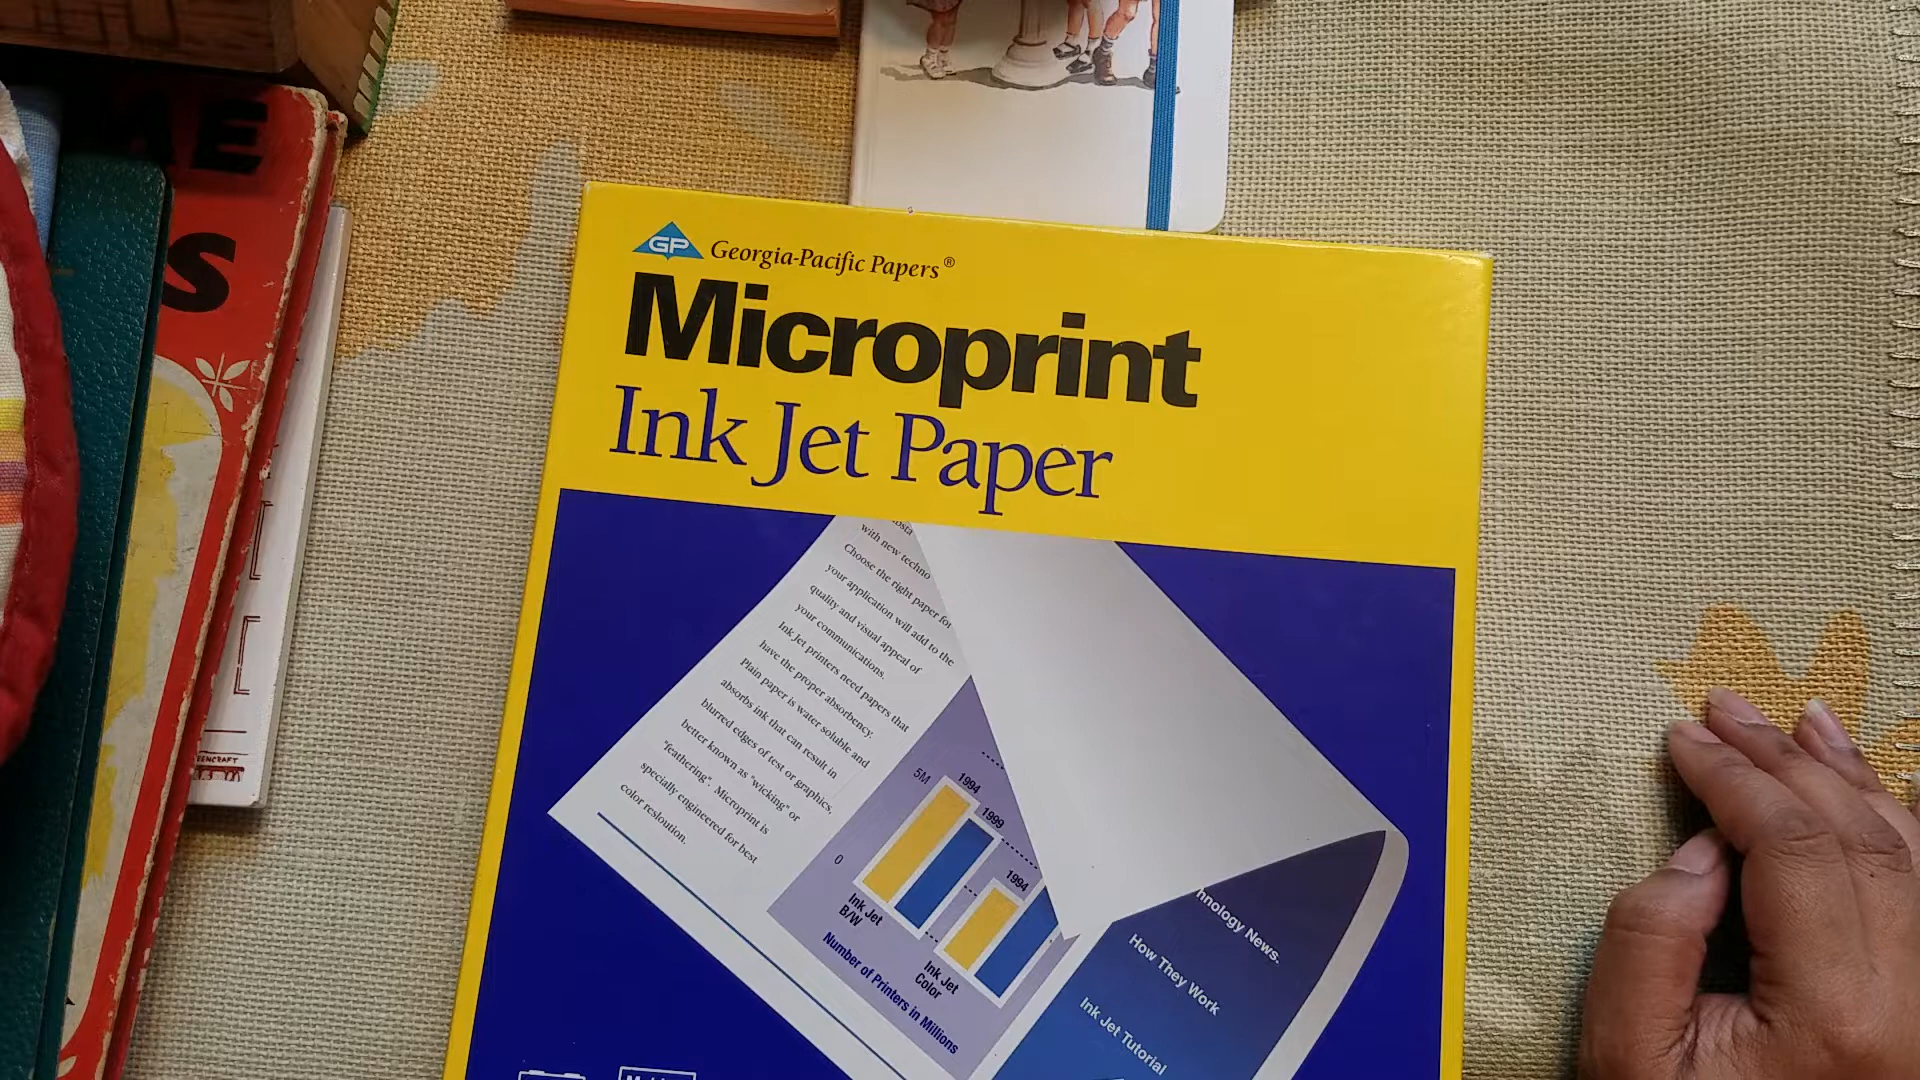 ME
S
EENCRAFT
GP Georgia-Pacific Papers®
Microprint
Ink Jet Paper
with new techno
Choose the right paper for
your application will add to the
quality and visual appeal of
your communications.
Ink Jet printers need papers that
have the proper absorbency.
Plain paper is water soluble and
absorbs ink that can result in
blurred edges of test or graphics,
better known as "wicking" or
"feathering". Microprint is
specially engineered for best
color resloution.
5M
0
1994
1999
1994
Ink Jet
B/W
Ink Jet
Color
Number of Printers in Millions
hnology News.
How They Work
Ink Jet Tutorial